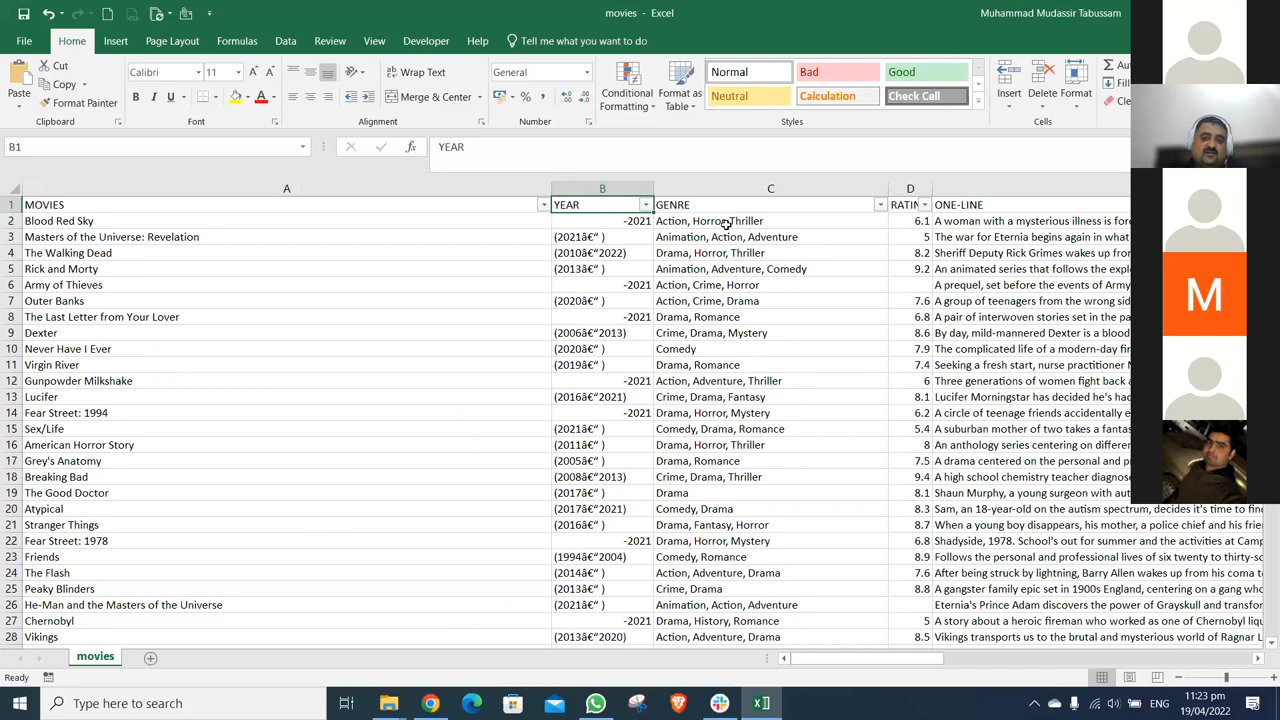 movies - Excel
Muhammad Mudassir Tabussam
File Home Insert Page Layout Formulas Data Review View Developer Help Tell me what you want to do
Cut
Copy
Format Painter
Paste
Clipboard
Calibri 11
B I U
Font
Wrap Text
Merge & Center
Alignment
General
Number
Conditional Formatting
Format as Table
Normal Bad Good
Neutral Calculation Check Cell
Styles
Insert Delete Format
Cells
B1 fx YEAR
A B C D
1 MOVIES YEAR GENRE RATIN ONE-LINE
2 Blood Red Sky -2021 Action, Horror, Thriller 6.1 A woman with a mysterious illness is forc
3 Masters of the Universe: Revelation (2021â€“ ) Animation, Action, Adventure 5 The war for Eternia begins again in what
4 The Walking Dead (2010â€“2022) Drama, Horror, Thriller 8.2 Sheriff Deputy Rick Grimes wakes up from
5 Rick and Morty (2013â€“ ) Animation, Adventure, Comedy 9.2 An animated series that follows the explo
6 Army of Thieves -2021 Action, Crime, Horror A prequel, set before the events of Army
7 Outer Banks (2020â€“ ) Action, Crime, Drama 7.6 A group of teenagers from the wrong sid
8 The Last Letter from Your Lover -2021 Drama, Romance 6.8 A pair of interwoven stories set in the pa
9 Dexter (2006â€“2013) Crime, Drama, Mystery 8.6 By day, mild-mannered Dexter is a blood
10 Never Have I Ever (2020â€“ ) Comedy 7.9 The complicated life of a modern-day fir
11 Virgin River (2019â€“ ) Drama, Romance 7.4 Seeking a fresh start, nurse practitioner M
12 Gunpowder Milkshake -2021 Action, Adventure, Thriller 6 Three generations of women fight back a
13 Lucifer (2016â€“2021) Crime, Drama, Fantasy 8.1 Lucifer Morningstar has decided he's had
14 Fear Street: 1994 -2021 Drama, Horror, Mystery 6.2 A circle of teenage friends accidentally e
15 Sex/Life (2021â€“ ) Comedy, Drama, Romance 5.4 A suburban mother of two takes a fantas
16 American Horror Story (2011â€“ ) Drama, Horror, Thriller 8 An anthology series centering on differen
17 Grey's Anatomy (2005â€“ ) Drama, Romance 7.5 A drama centered on the personal and pr
18 Breaking Bad (2008â€“2013) Crime, Drama, Thriller 9.4 A high school chemistry teacher diagnose
19 The Good Doctor (2017â€“ ) Drama 8.1 Shaun Murphy, a young surgeon with aut
20 Atypical (2017â€“2021) Comedy, Drama 8.3 Sam, an 18-year-old on the autism spectrum, decides it's time to find
21 Stranger Things (2016â€“ ) Drama, Fantasy, Horror 8.7 When a young boy disappears, his mother, a police chief and his frie
22 Fear Street: 1978 -2021 Drama, Horror, Mystery 6.8 Shadyside, 1978. School's out for summer and the activities at Camp
23 Friends (1994â€“2004) Comedy, Romance 8.9 Follows the personal and professional lives of six twenty to thirty-so
24 The Flash (2014â€“ ) Action, Adventure, Drama 7.6 After being struck by lightning, Barry Allen wakes up from his coma to
25 Peaky Blinders (2013â€“ ) Crime, Drama 8.8 A gangster family epic set in 1900s England, centering on a gang who
26 He-Man and the Masters of the Universe (2021â€“ ) Animation, Action, Adventure Eternia's Prince Adam discovers the power of Grayskull and transfor
27 Chernobyl -2021 Drama, History, Romance 5 A story about a heroic fireman who worked as one of Chernobyl liqu
28 Vikings (2013â€“2020) Action, Adventure, Drama 8.5 Vikings transports us to the brutal and mysterious world of Ragnar L
M
movies
Ready 100%
Type here to search
ENG 11:23 pm
19/04/2022